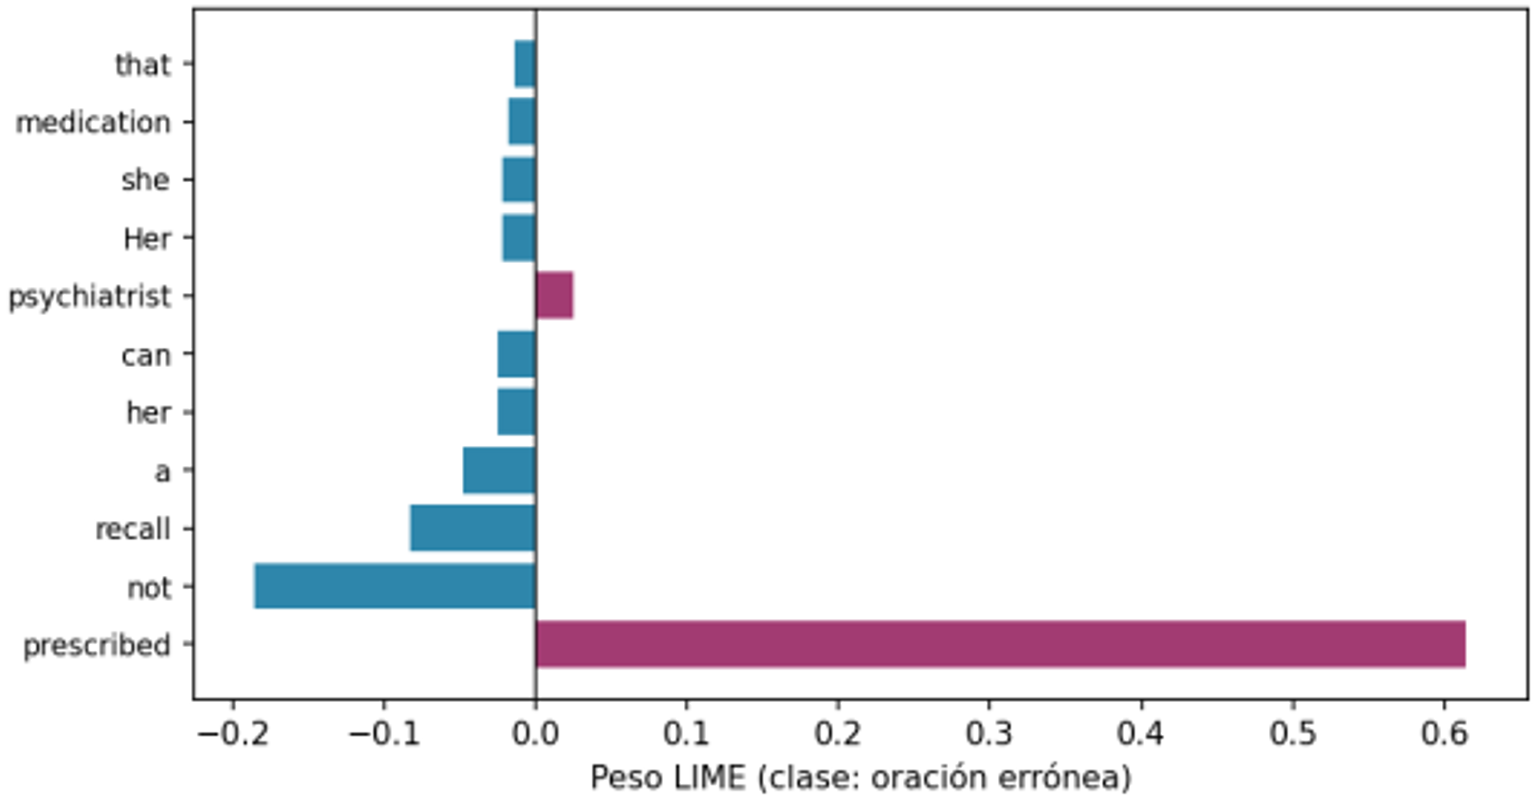 that
medication
she
Her
psychiatrist
can
her
a
recall
not
prescribed
−0.2 −0.1 0.0 0.1 0.2 0.3 0.4 0.5 0.6
Peso LIME (clase: oración errónea)